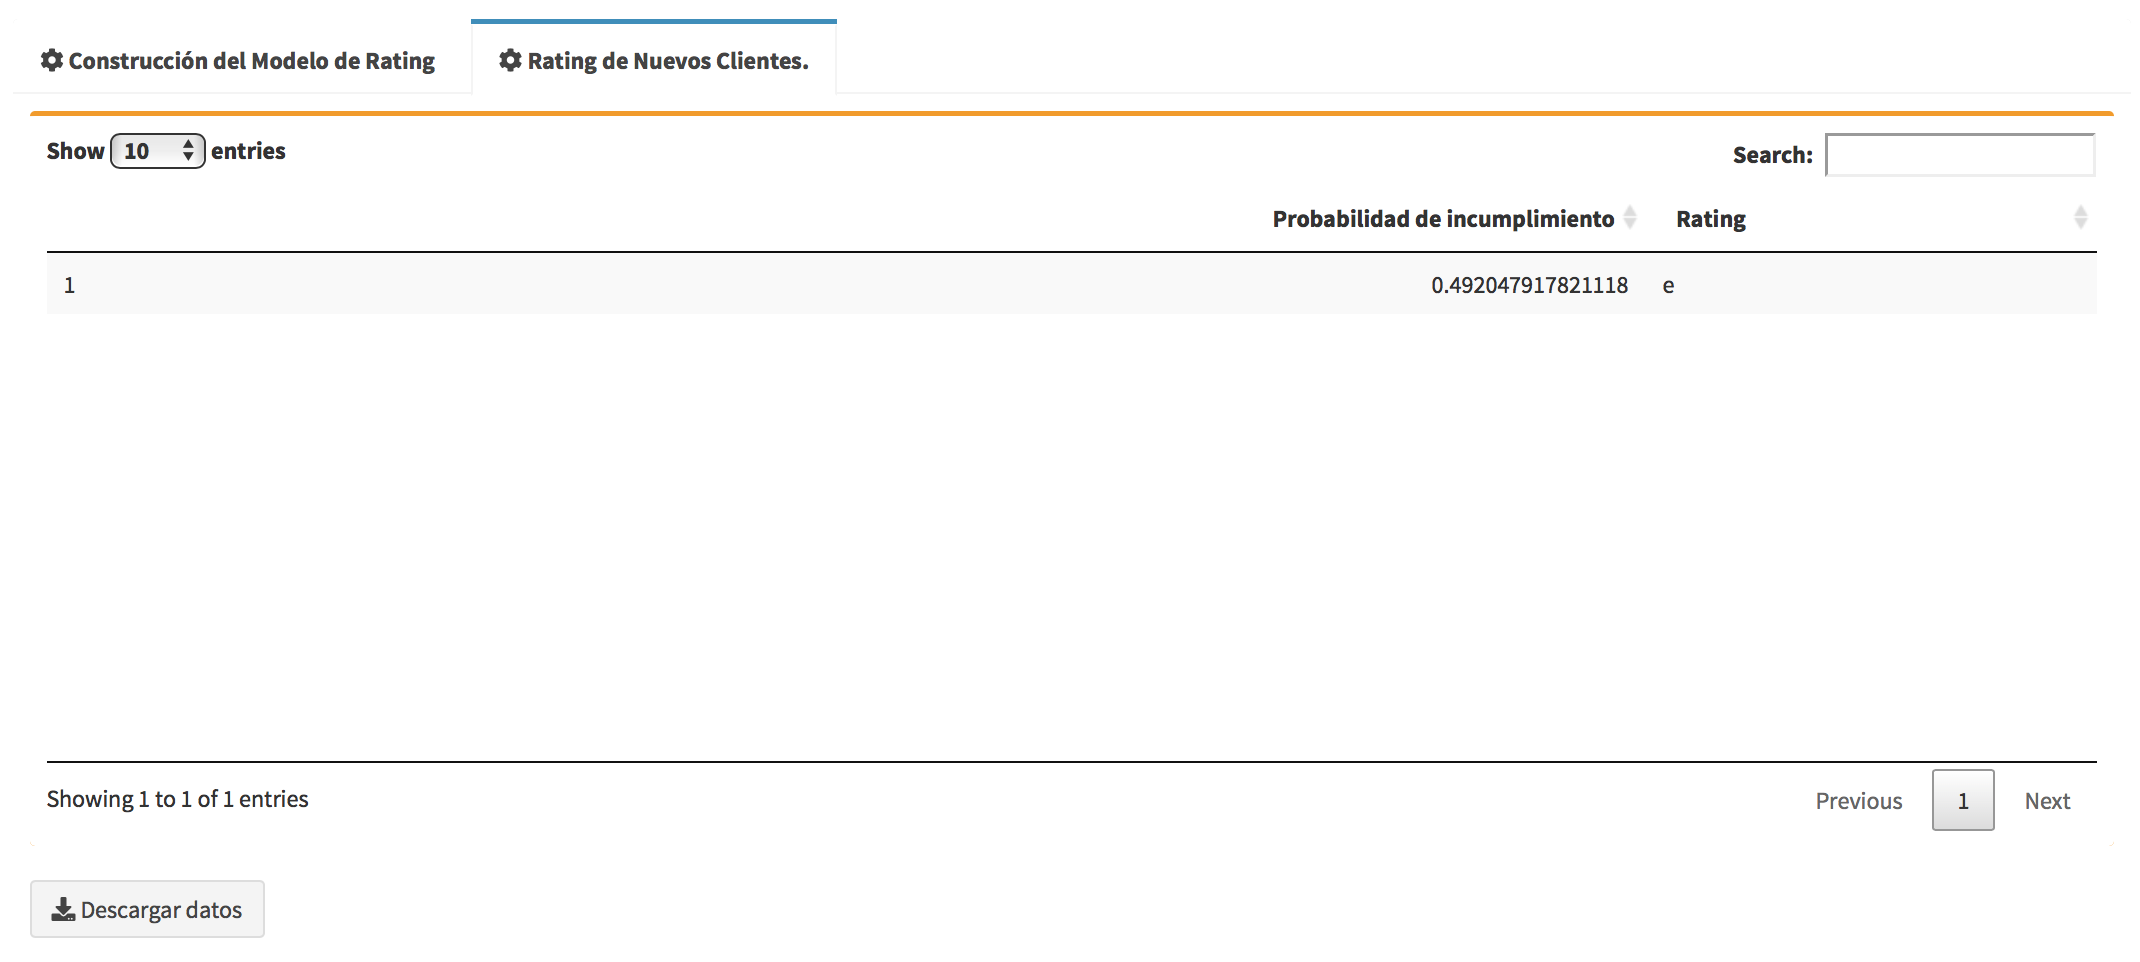 Construcción del Modelo de Rating
Rating de Nuevos Clientes.
Show 10 entries
Search:
Probabilidad de incumplimiento Rating
1 0.492047917821118 e
Showing 1 to 1 of 1 entries
Previous 1 Next
Descargar datos